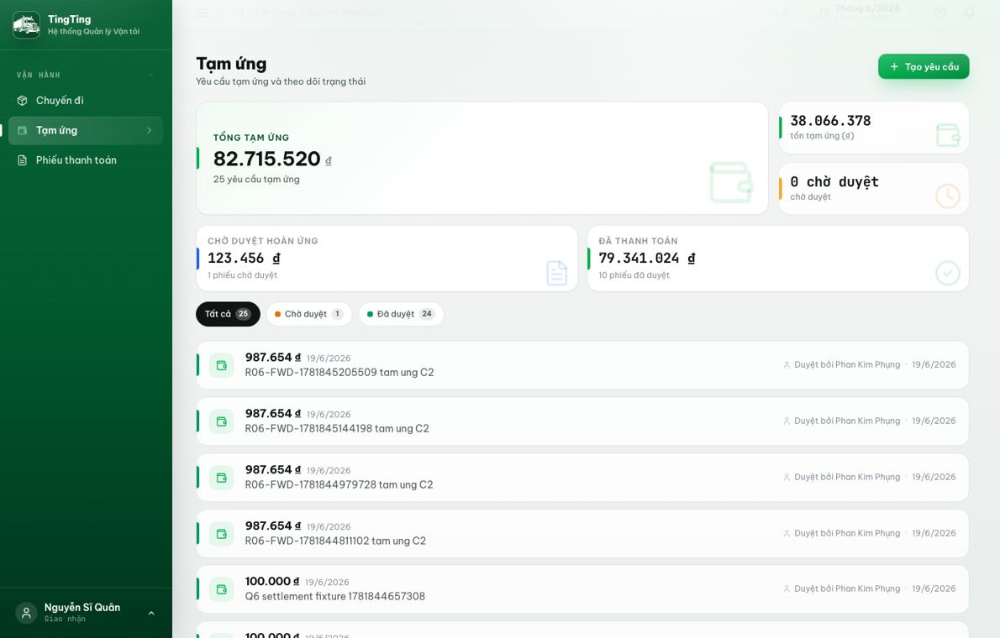 TingTing
Hệ thống Quản lý Vận tải
Tháng 6/2026
VẬN HÀNH
Chuyến đi
Tạm ứng
Phiếu thanh toán
Nguyễn Sĩ Quân
Giao nhận
Tạm ứng
Yêu cầu tạm ứng và theo dõi trạng thái
Tạo yêu cầu
TỔNG TẠM ỨNG
82.715.520 đ
25 yêu cầu tạm ứng
38.066.378
tồn tạm ứng (đ)
0 chờ duyệt
chờ duyệt
CHỜ DUYỆT HOÀN ỨNG
123.456 đ
1 phiếu chờ duyệt
ĐÃ THANH TOÁN
79.341.024 đ
10 phiếu đã duyệt
Tất cả 25
Chờ duyệt 1
Đã duyệt 24
987.654 đ 19/6/2026
R06-FWD-1781845205509 tam ung C2
Duyệt bởi Phan Kim Phụng · 19/6/2026
987.654 đ 19/6/2026
R06-FWD-1781845144198 tam ung C2
Duyệt bởi Phan Kim Phụng · 19/6/2026
987.654 đ 19/6/2026
R06-FWD-1781844979728 tam ung C2
Duyệt bởi Phan Kim Phụng · 19/6/2026
987.654 đ 19/6/2026
R06-FWD-1781844811102 tam ung C2
Duyệt bởi Phan Kim Phụng · 19/6/2026
100.000 đ 19/6/2026
Q6 settlement fixture 1781844657308
Duyệt bởi Phan Kim Phụng · 19/6/2026
100.000 đ 19/6/2026